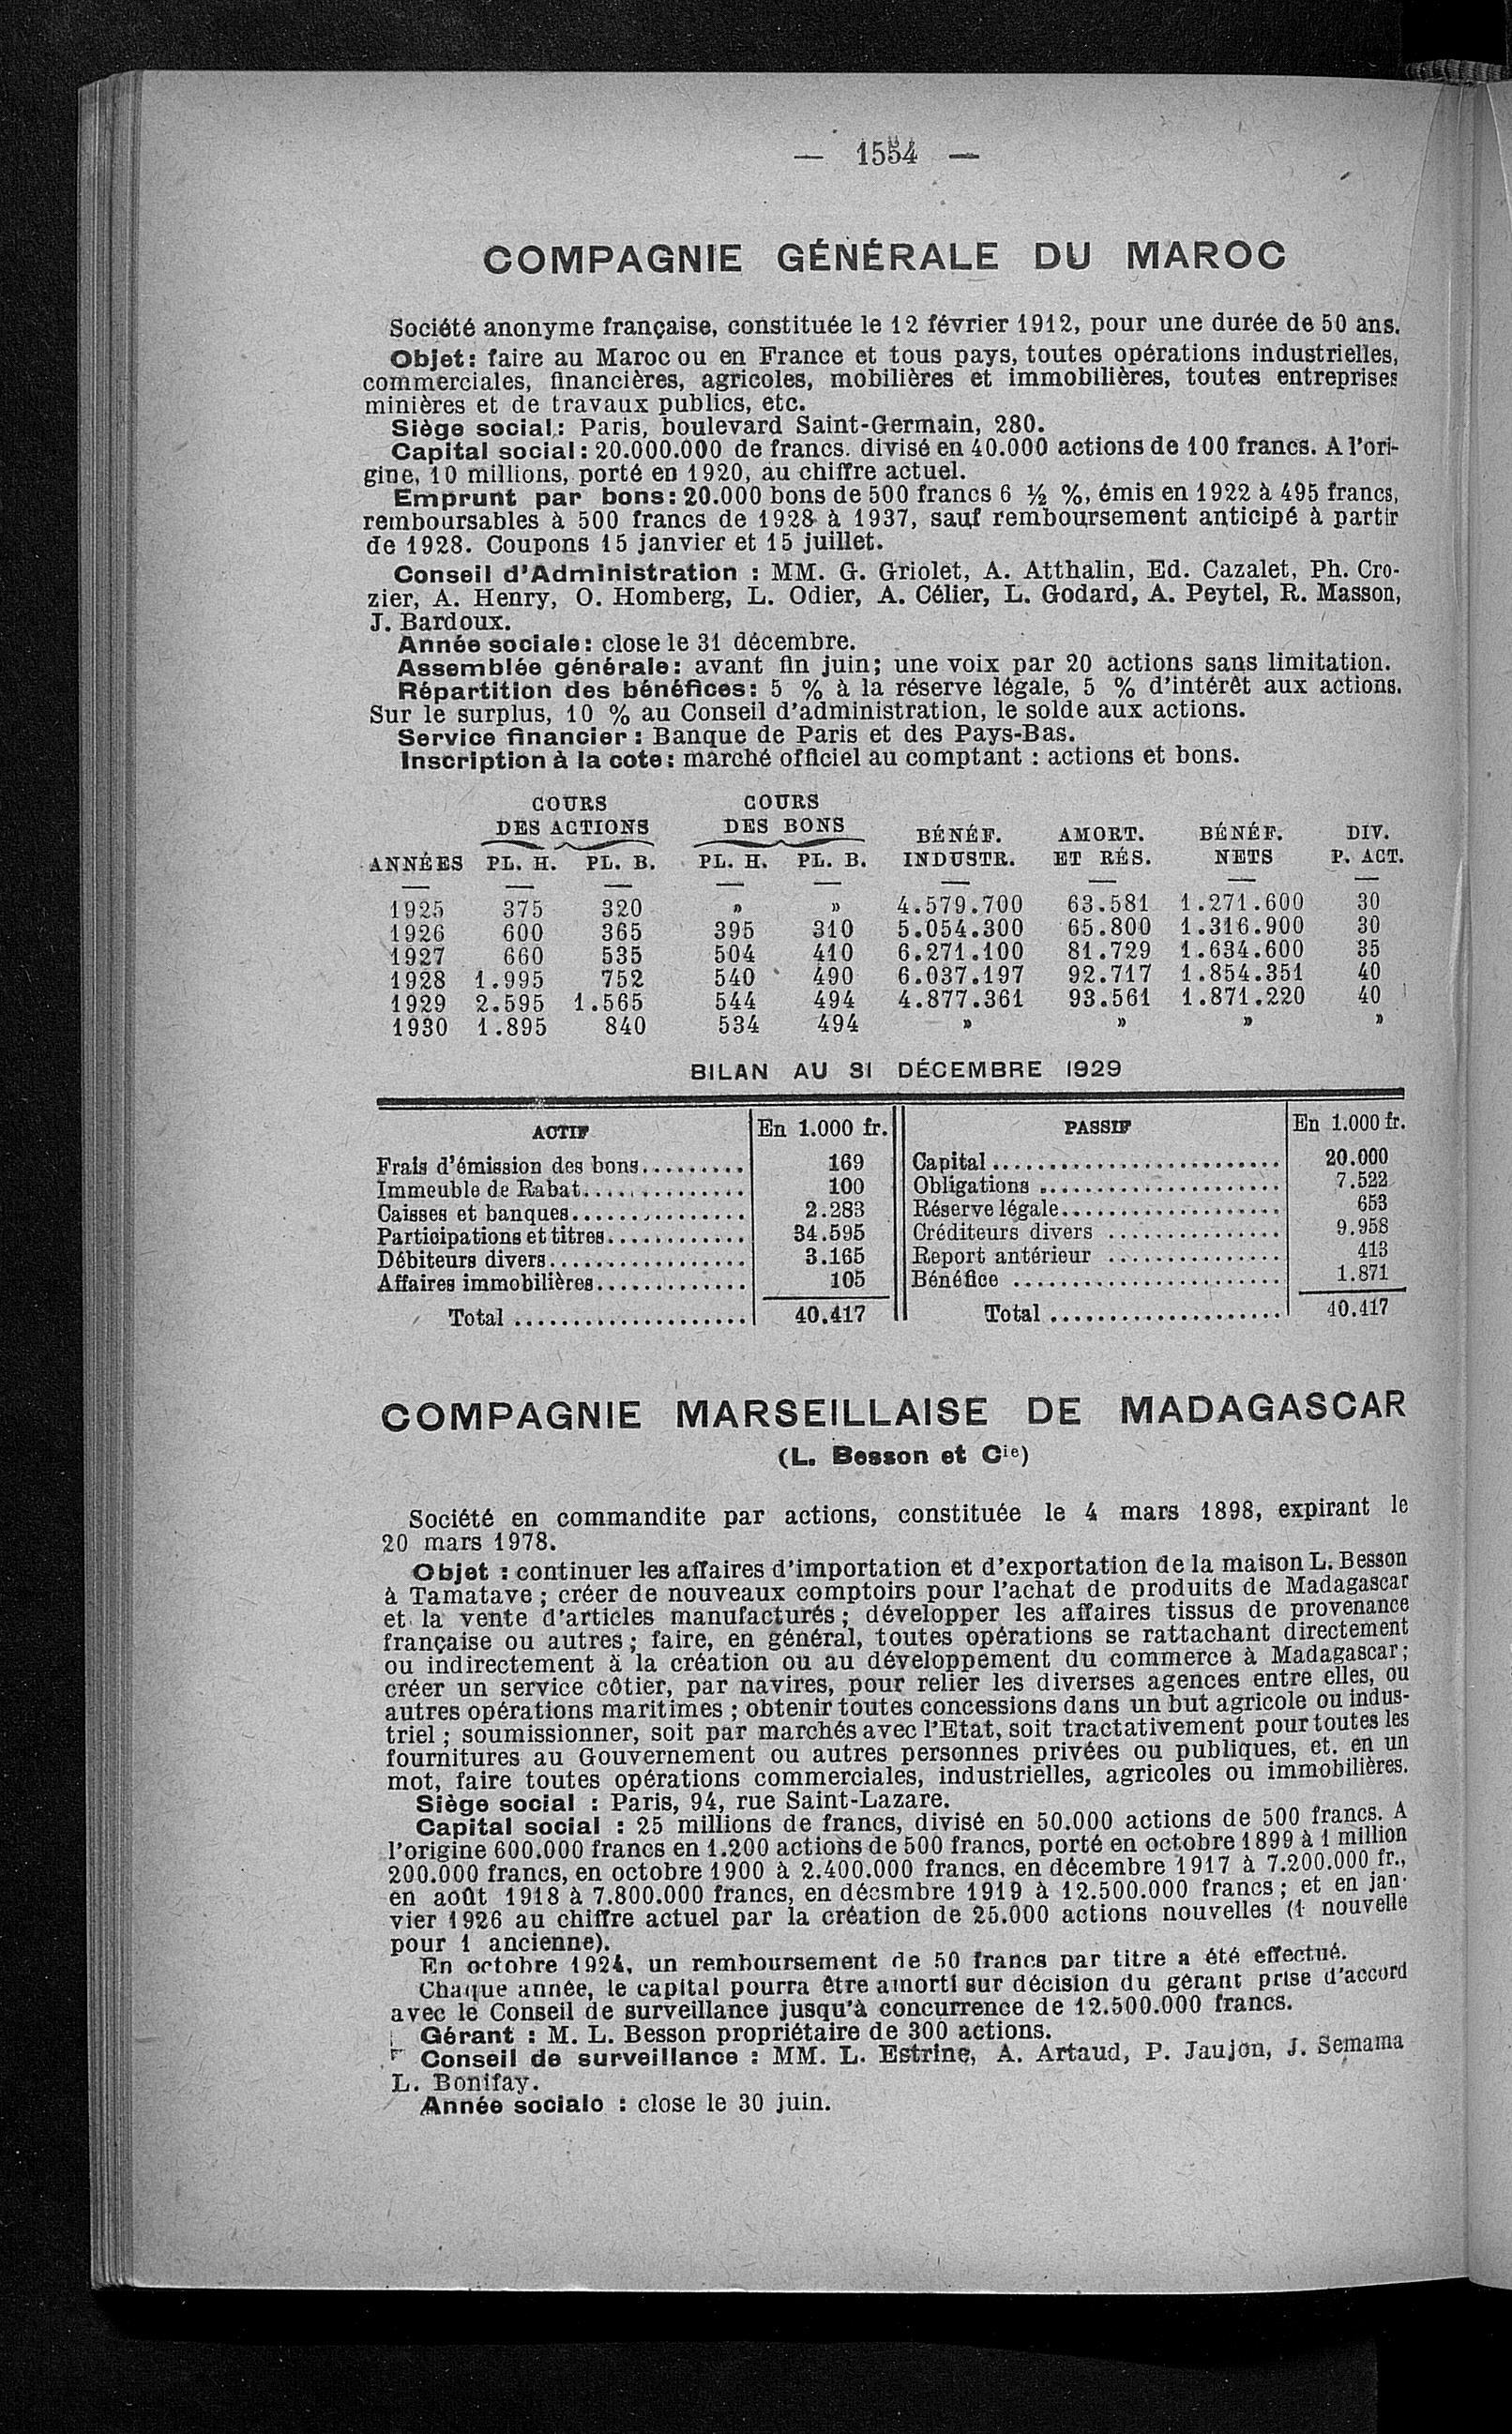 — 1554 —
COMPAGNIE GÉNÉRALE DU MAROC
Société anonyme française, constituée le 12 février 1912, pour une durée de 50 ans.
Objet: faire au Maroc ou en France et tous pays, toutes opérations industrielles,
commerciales, financières, agricoles, mobilières et immobilières, toutes entreprises
minières et de travaux publics, etc.
Siège social: Paris, boulevard Saint-Germain, 280.
Capital social: 20.000.000 de francs. divisé en 40.000 actions de 100 francs. A l'ori-
gine, 10 millions, porté en 1920, au chiffre actuel.
Emprunt par bons: 20.000 bons de 500 francs 6 ½ %, émis en 1922 à 495 francs,
remboursables à 500 francs de 1928 à 1937, sauf remboursement anticipé à partir
de 1928. Coupons 15 janvier et 15 juillet.
Conseil d'Administration : MM. G. Griolet, A. Atthalin, Ed. Cazalet, Ph. Cro-
zier, A. Henry, O. Homberg, L. Odier, A. Célier, L. Godard, A. Peytel, R. Masson,
J. Bardoux.
Année sociale: close le 31 décembre.
Assemblée générale: avant fin juin; une voix par 20 actions sans limitation.
Répartition des bénéfices: 5 % à la réserve légale, 5 % d'intérêt aux actions.
Sur le surplus, 10 % au Conseil d'administration, le solde aux actions.
Service financier : Banque de Paris et des Pays-Bas.
Inscription à la cote: marché officiel au comptant : actions et bons.
COURS COURS
DES ACTIONS DES BONS BÉNÉF. AMORT. BÉNÉF. DIV.
ANNÉES PL. H. PL. B. PL. H. PL. B. INDUSTR. ET RÉS. NETS P. ACT.
1925 375 320 » » 4.579.700 63.581 1.271.600 30
1926 600 365 395 310 5.054.300 65.800 1.316.900 30
1927 660 535 504 410 6.271.100 81.729 1.634.600 35
1928 1.995 752 540 490 6.037.197 92.717 1.854.351 40
1929 2.595 1.565 544 494 4.877.361 93.561 1.871.220 40
1930 1.895 840 534 494 » » » »
BILAN AU 31 DÉCEMBRE 1929
ACTIF En 1.000 fr. PASSIF En 1.000 fr.
Frais d'émission des bons......... 169 Capital......................... 20.000
Immeuble de Rabat.............. 100 Obligations ..................... 7.522
Caisses et banques............... 2.283 Réserve légale................... 653
Participations et titres............ 34.595 Créditeurs divers ............... 9.958
Débiteurs divers................. 3.165 Report antérieur ............... 413
Affaires immobilières............. 105 Bénéfice ....................... 1.871
Total .................... 40.417 Total .................... 40.417
COMPAGNIE MARSEILLAISE DE MADAGASCAR
(L. Besson et Cie)
Société en commandite par actions, constituée le 4 mars 1898, expirant le
20 mars 1978.
Objet : continuer les affaires d'importation et d'exportation de la maison L. Besson
à Tamatave ; créer de nouveaux comptoirs pour l'achat de produits de Madagascar
et la vente d'articles manufacturés ; développer les affaires tissus de provenance
française ou autres ; faire, en général, toutes opérations se rattachant directement
ou indirectement à la création ou au développement du commerce à Madagascar ;
créer un service côtier, par navires, pour relier les diverses agences entre elles, ou
autres opérations maritimes ; obtenir toutes concessions dans un but agricole ou indus-
triel ; soumissionner, soit par marchés avec l'Etat, soit tractativement pour toutes les
fournitures au Gouvernement ou autres personnes privées ou publiques, et. en un
mot, faire toutes opérations commerciales, industrielles, agricoles ou immobilières.
Siège social : Paris, 94, rue Saint-Lazare.
Capital social : 25 millions de francs, divisé en 50.000 actions de 500 francs. A
l'origine 600.000 francs en 1.200 actions de 500 francs, porté en octobre 1899 à 1 million
200.000 francs, en octobre 1900 à 2.400.000 francs, en décembre 1917 à 7.200.000 fr.,
en août 1918 à 7.800.000 francs, en décsmbre 1919 à 12.500.000 francs ; et en jan-
vier 1926 au chiffre actuel par la création de 25.000 actions nouvelles (1 nouvelle
pour 1 ancienne).
En octobre 1924, un remboursement de 50 francs par titre a été effectué.
Chaque année, le capital pourra être amorti sur décision du gérant prise d'accord
avec le Conseil de surveillance jusqu'à concurrence de 12.500.000 francs.
Gérant : M. L. Besson propriétaire de 300 actions.
Conseil de surveillance : MM. L. Estrine, A. Artaud, P. Jaujon, J. Semama
L. Bonifay.
Année socialo : close le 30 juin.